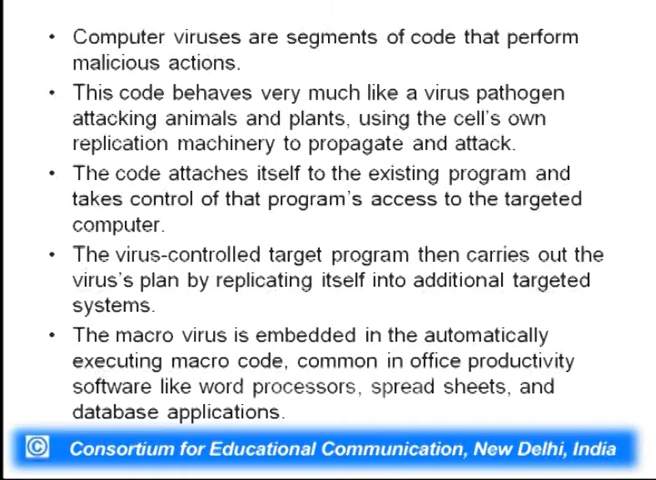 • Computer viruses are segments of code that perform
malicious actions.
• This code behaves very much like a virus pathogen
attacking animals and plants, using the cell's own
replication machinery to propagate and attack.
• The code attaches itself to the existing program and
takes control of that program's access to the targeted
computer.
• The virus-controlled target program then carries out the
virus's plan by replicating itself into additional targeted
systems.
• The macro virus is embedded in the automatically
executing macro code, common in office productivity
software like word processors, spread sheets, and
database applications.
© Consortium for Educational Communication, New Delhi, India